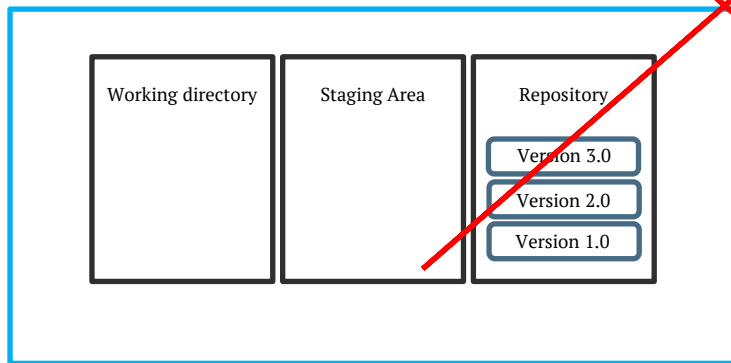 Working directory
Staging Area
Repository
Version 3.0
Version 2.0
Version 1.0